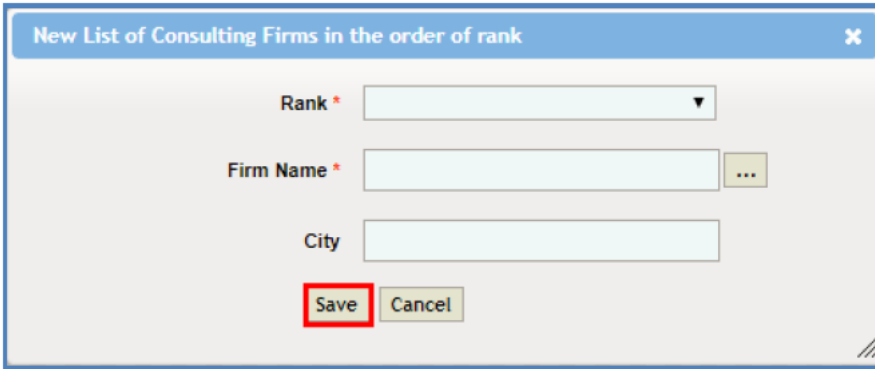 New List of Consulting Firms in the order of rank
Rank *
Firm Name *
...
City
Save Cancel